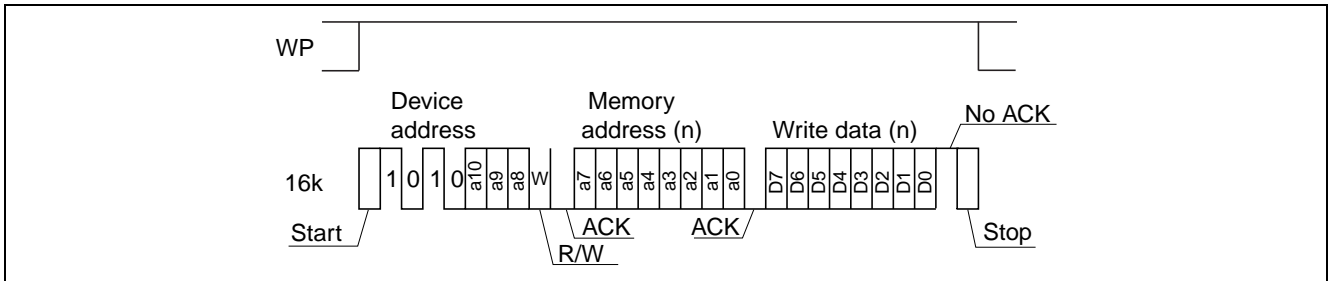 WP
Device
address
Memory
address (n)
Write data (n)
No ACK
16k
1 0 1 0 a10 a9 a8 W a7 a6 a5 a4 a3 a2 a1 a0 D7 D6 D5 D4 D3 D2 D1 D0
Start
ACK
ACK
Stop
R/W